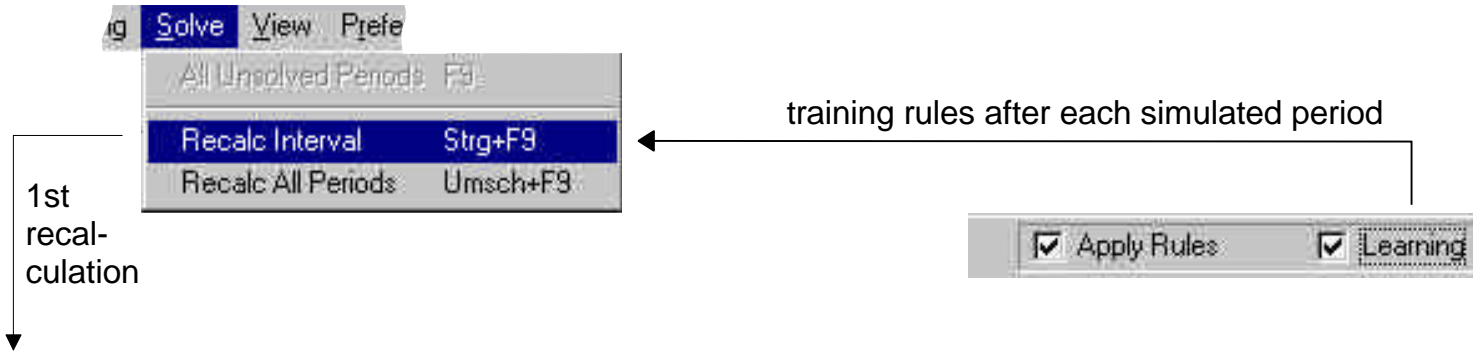 ig Solve View Prefe
All Unsolved Periods F9
Recalc Interval Strg+F9
Recalc All Periods Umsch+F9
training rules after each simulated period
1st
recal-
culation
Apply Rules Learning